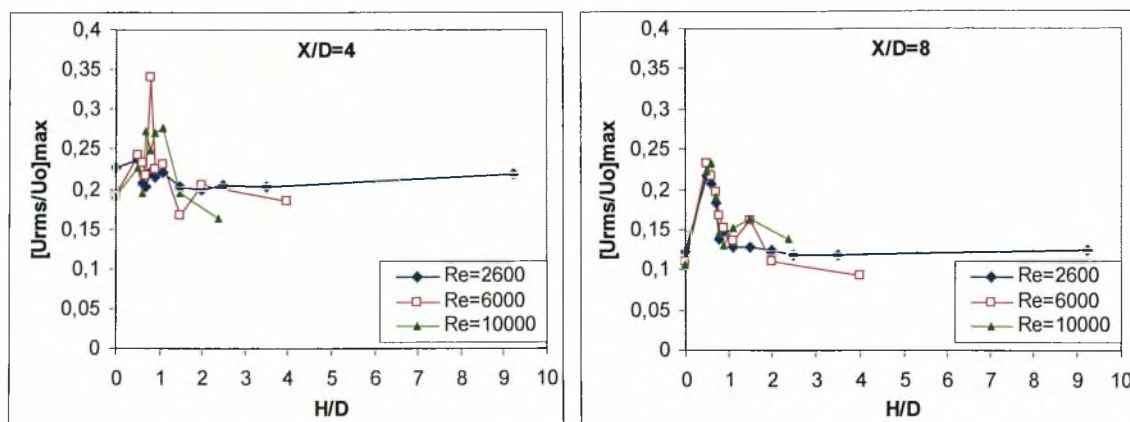 X/D=4
[Urms/Uo]max
0,4
0,35
0,3
0,25
0,2
0,15
0,1
0,05
0
Re=2600
Re=6000
Re=10000
0 1 2 3 4 5 6 7 8 9 10
H/D
X/D=8
[Urms/Uo]max
0,4
0,35
0,3
0,25
0,2
0,15
0,1
0,05
0
Re=2600
Re=6000
Re=10000
0 1 2 3 4 5 6 7 8 9 10
H/D